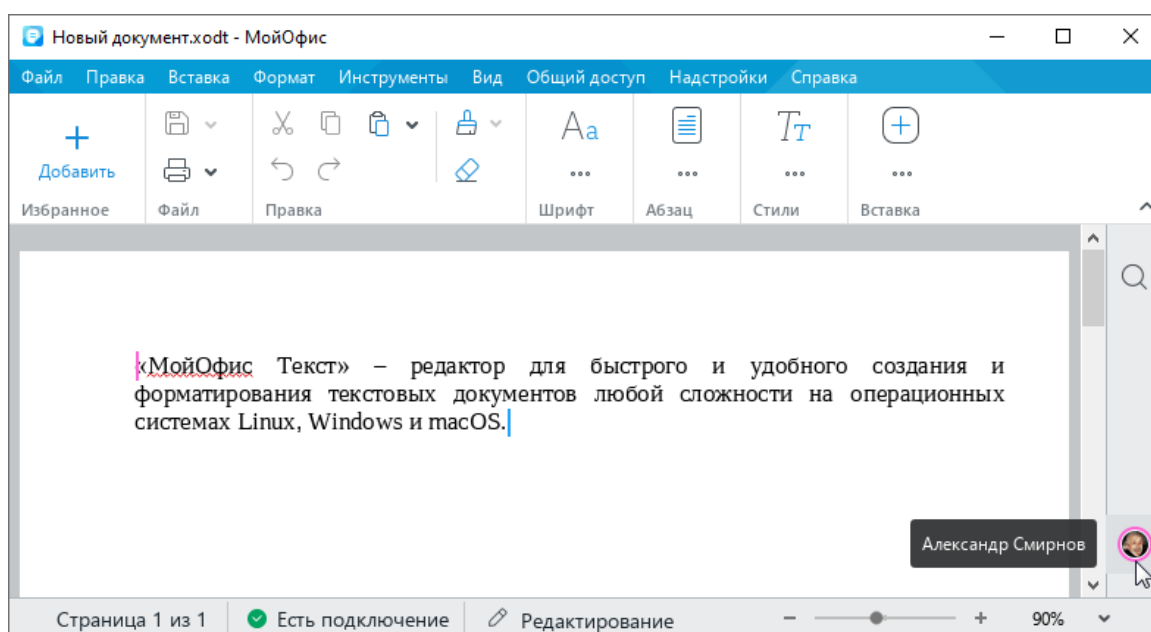 Новый документ.xodt - МойОфис
Файл Правка Вставка Формат Инструменты Вид Общий доступ Надстройки Справка
Добавить
Избранное Файл Правка Шрифт Абзац Стили Вставка
«МойОфис Текст» – редактор для быстрого и удобного создания и
форматирования текстовых документов любой сложности на операционных
системах Linux, Windows и macOS.
Александр Смирнов
Страница 1 из 1 Есть подключение Редактирование 90%